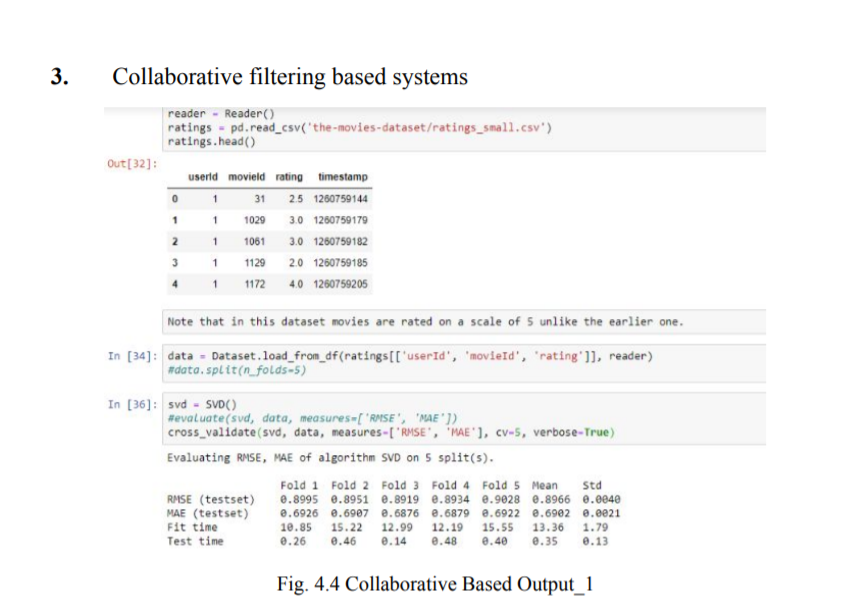 3. Collaborative filtering based systems
reader = Reader()
ratings = pd.read_csv('the-movies-dataset/ratings_small.csv')
ratings.head()
Out[32]:
userId movieId rating timestamp
0 1 31 2.5 1260759144
1 1 1029 3.0 1260759179
2 1 1061 3.0 1260759182
3 1 1129 2.0 1260759185
4 1 1172 4.0 1260759205
Note that in this dataset movies are rated on a scale of 5 unlike the earlier one.
In [34]: data = Dataset.load_from_df(ratings[['userId', 'movieId', 'rating']], reader)
#data.split(n_folds=5)
In [36]: svd = SVD()
#evaluate(svd, data, measures=['RMSE', 'MAE'])
cross_validate(svd, data, measures=['RMSE', 'MAE'], cv=5, verbose=True)
Evaluating RMSE, MAE of algorithm SVD on 5 split(s).
Fold 1 Fold 2 Fold 3 Fold 4 Fold 5 Mean Std
RMSE (testset) 0.8995 0.8951 0.8919 0.8934 0.9028 0.8966 0.0040
MAE (testset) 0.6926 0.6907 0.6876 0.6879 0.6922 0.6902 0.0021
Fit time 10.85 15.22 12.99 12.19 15.55 13.36 1.79
Test time 0.26 0.46 0.14 0.48 0.40 0.35 0.13
Fig. 4.4 Collaborative Based Output_1